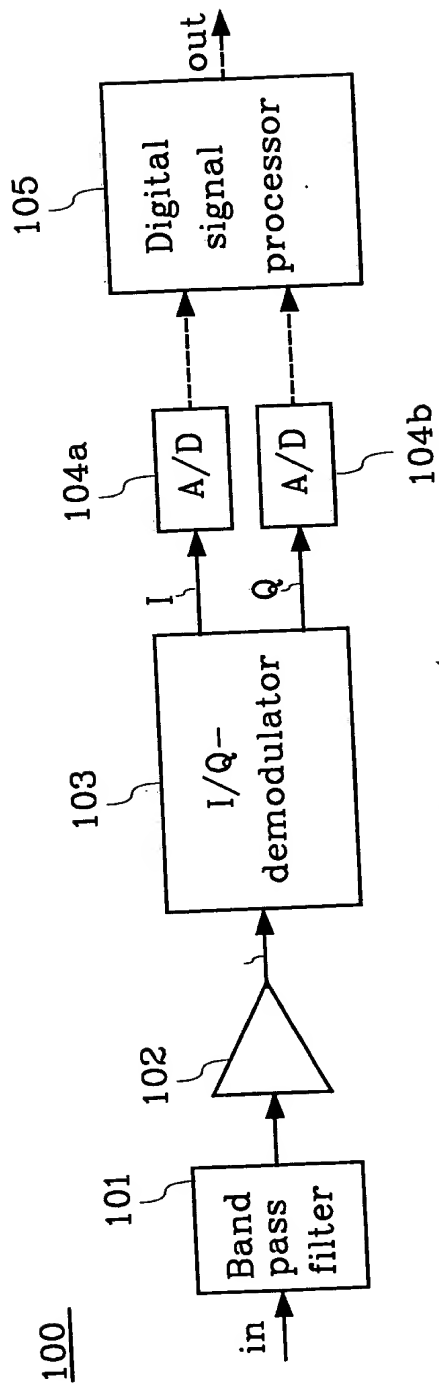 100
in
101
Band
pass
filter
102
103
I/Q-
demodulator
I
Q
104a
A/D
A/D
104b
105
Digital
signal
processor
out